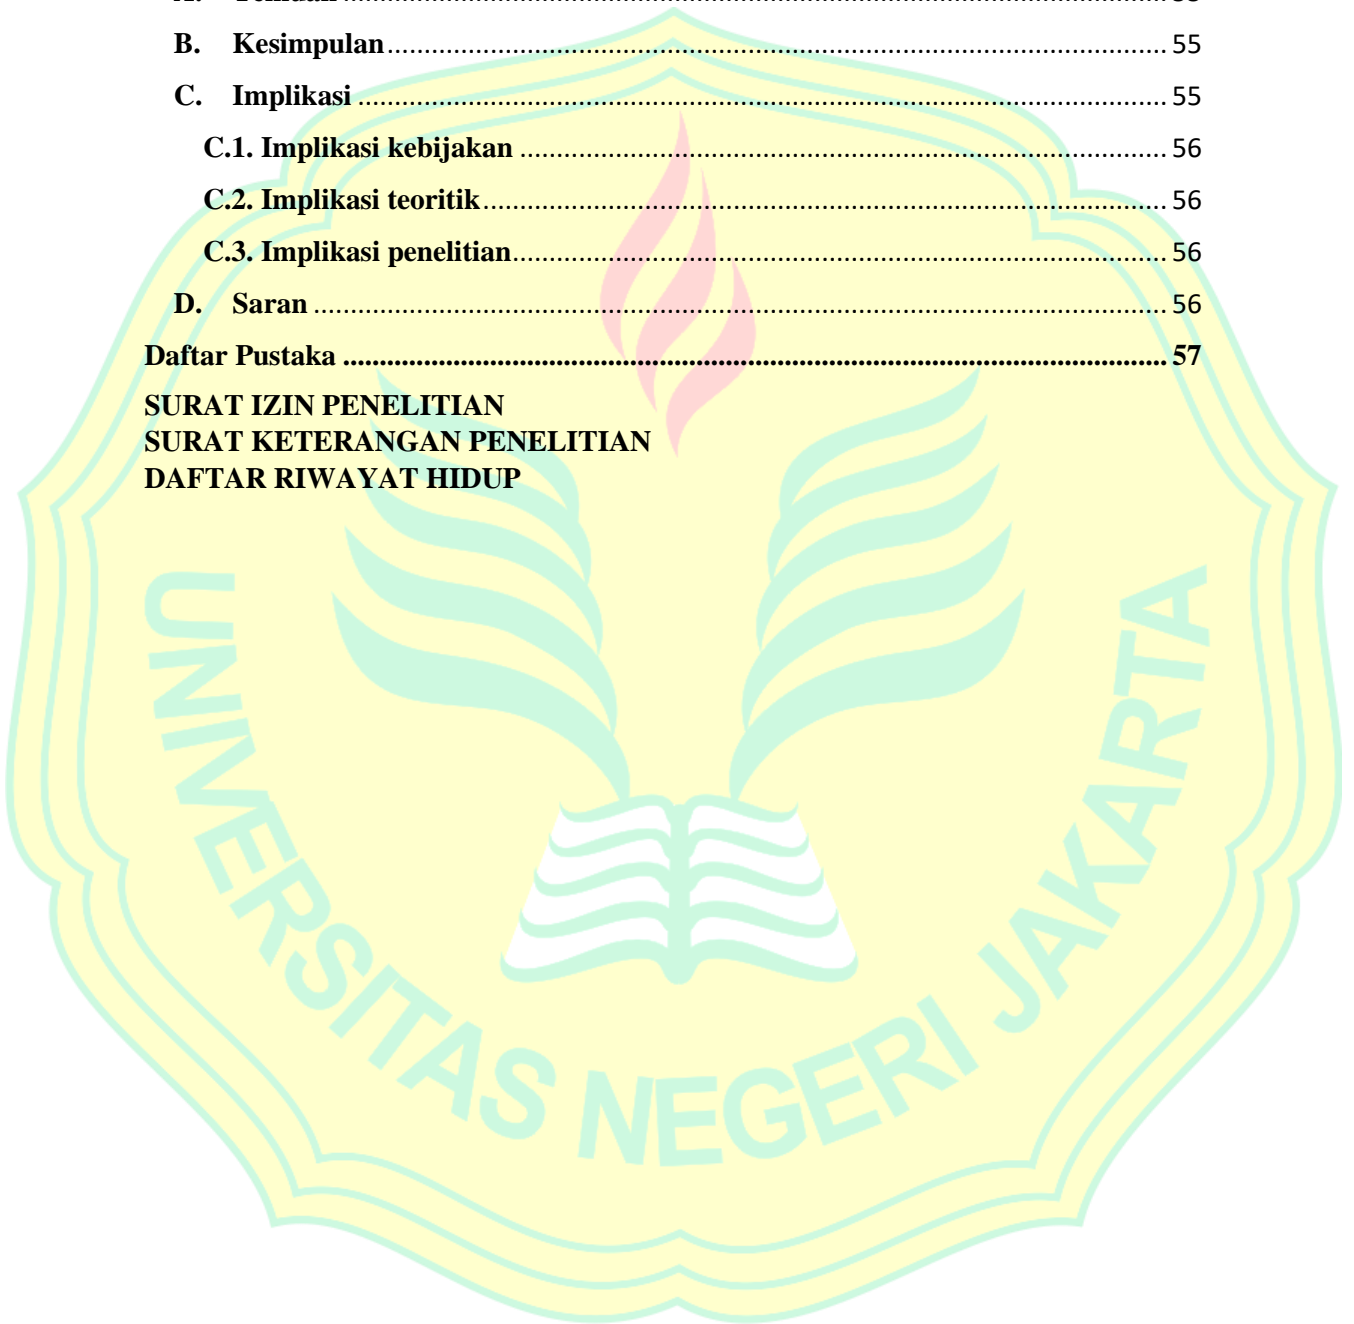 B. Kesimpulan........................................................ 55
C. Implikasi ........................................................ 55
C.1. Implikasi kebijakan ........................................................ 56
C.2. Implikasi teoritik........................................................ 56
C.3. Implikasi penelitian........................................................ 56
D. Saran ........................................................ 56
Daftar Pustaka ........................................................ 57
SURAT IZIN PENELITIAN
SURAT KETERANGAN PENELITIAN
DAFTAR RIWAYAT HIDUP
UNIVERSITAS NEGERI JAKARTA